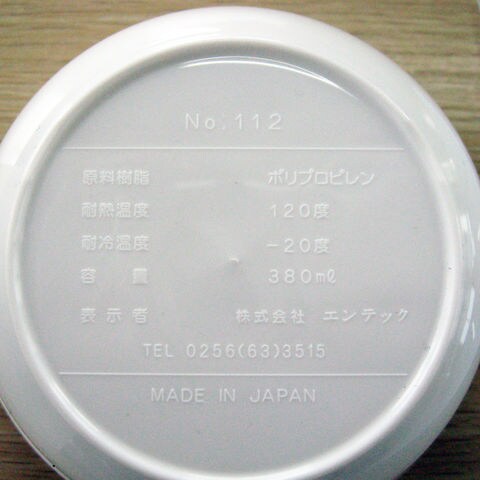 No.112
原料樹脂 ポリプロピレン
耐熱温度 120度
耐冷温度 -20度
容量 380mℓ
表示者 株式会社 エンテック
TEL 0256(63)3515
MADE IN JAPAN